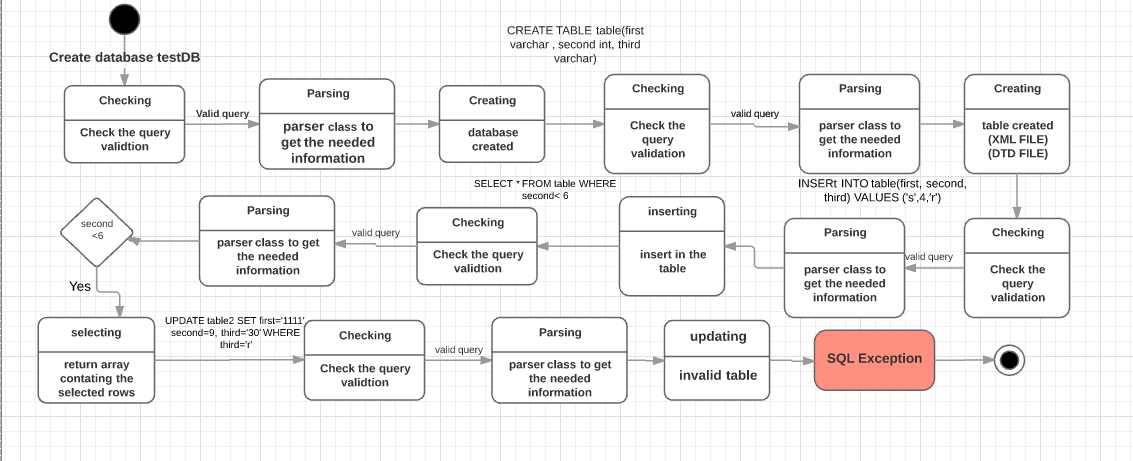 Create database testDB
CREATE TABLE table(first
varchar , second int, third
varchar)
Checking
Check the query
validtion
Valid query
Parsing
parser class to
get the needed
information
Creating
database
created
Checking
Check the
query
validation
valid query
Parsing
parser class to
get the needed
information
Creating
table created
(XML FILE)
(DTD FILE)
INSERt INTO table(first, second,
third) VALUES ('s',4,'r')
Checking
Check the
query
validation
valid query
Parsing
parser class to
get the needed
information
inserting
insert in the
table
SELECT * FROM table WHERE
second< 6
Checking
Check the query
validtion
valid query
Parsing
parser class to get
the needed
information
second
<6
Yes
selecting
return array
contating the
selected rows
UPDATE table2 SET first='1111'
second=9, third='30' WHERE
third='r'
Checking
Check the query
validtion
valid query
Parsing
parser class to get
the needed
information
updating
invalid table
SQL Exception